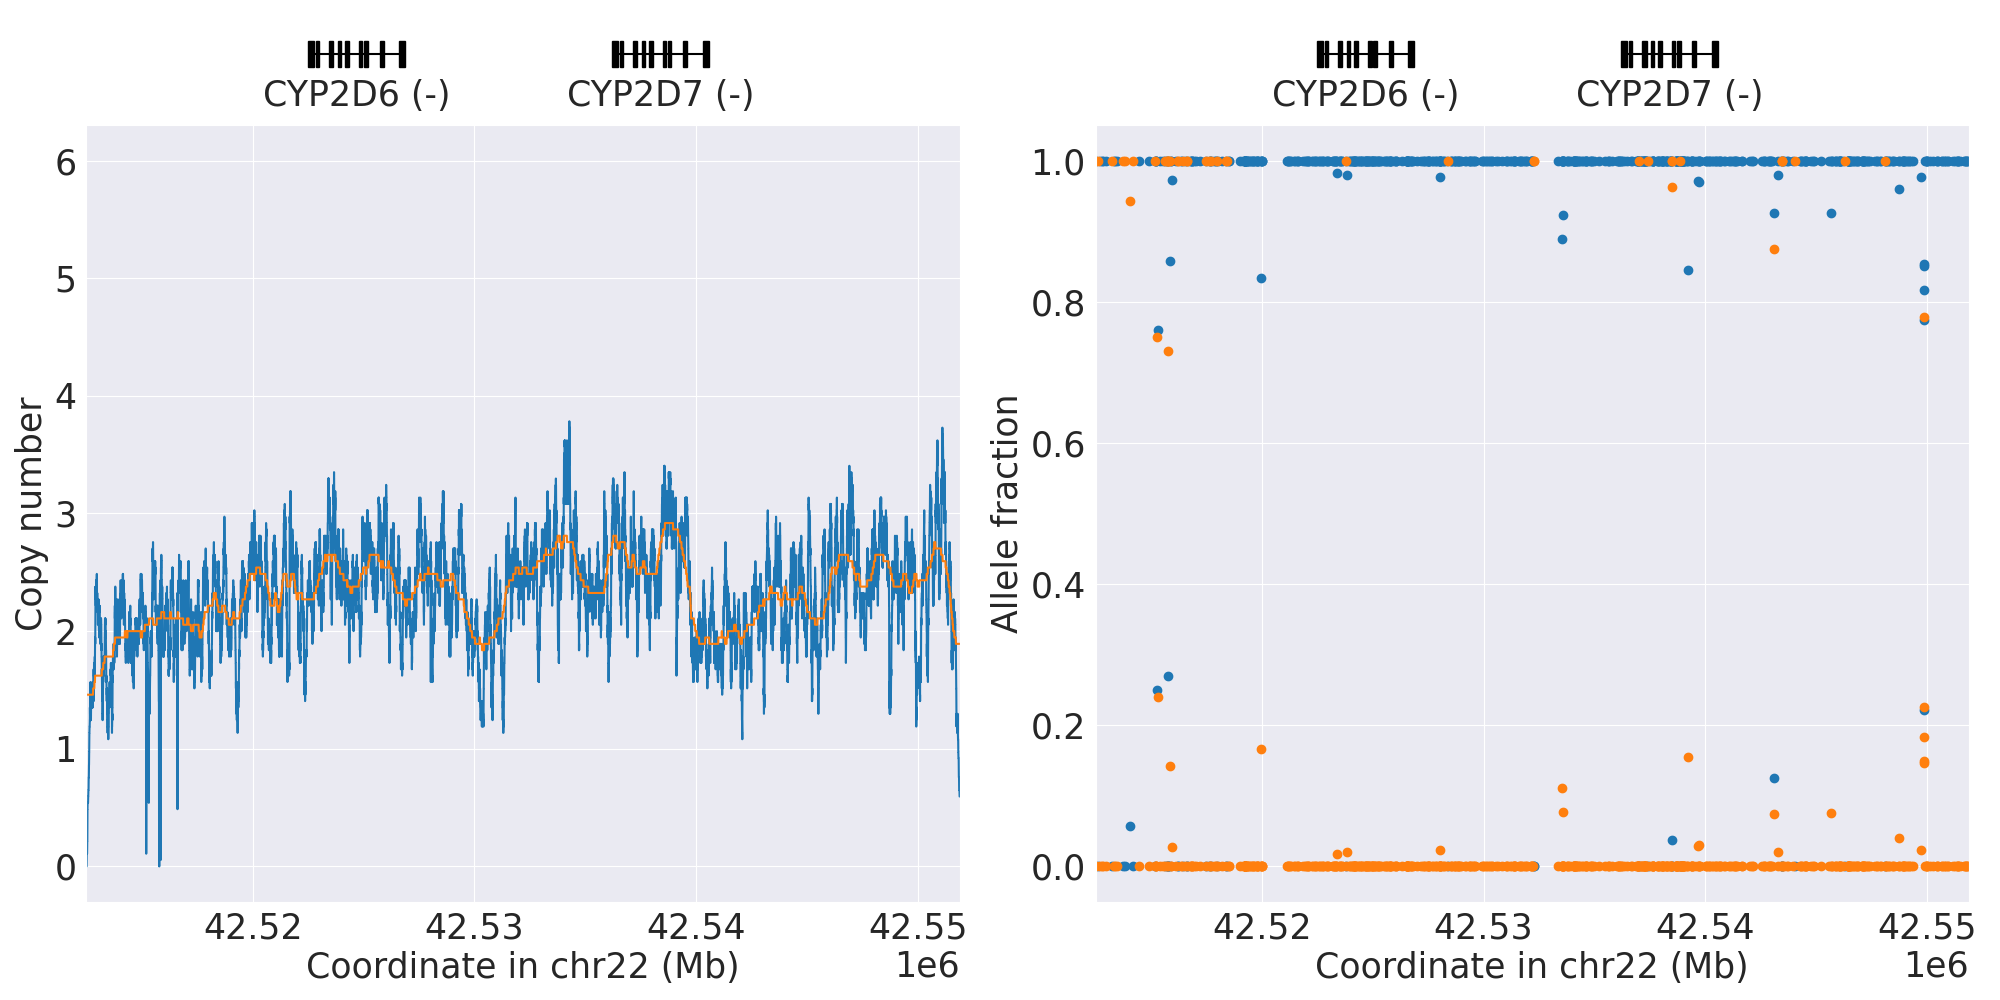 CYP2D6 (-) CYP2D7 (-)
6
5
4
3
2
1
0
Copy number
42.52 42.53 42.54 42.55
Coordinate in chr22 (Mb)
1e6
CYP2D6 (-) CYP2D7 (-)
1.0
0.8
0.6
0.4
0.2
0.0
Allele fraction
42.52 42.53 42.54 42.55
Coordinate in chr22 (Mb)
1e6